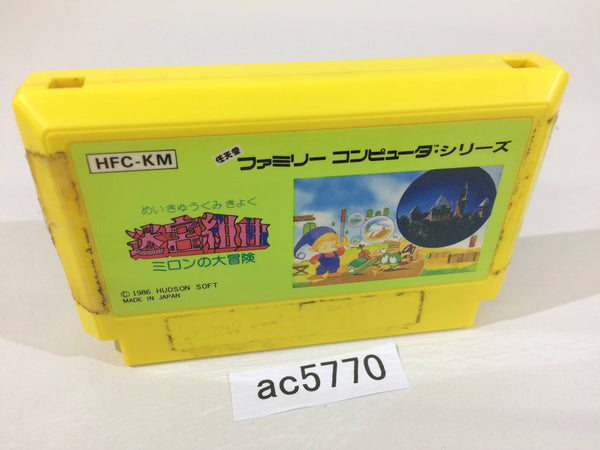 HFC-KM
任天堂 ファミリー コンピュータ・シリーズ
めいきゅうくみきょく
迷宮組曲
ミロンの大冒険
© 1986 HUDSON SOFT
MADE IN JAPAN
ac5770